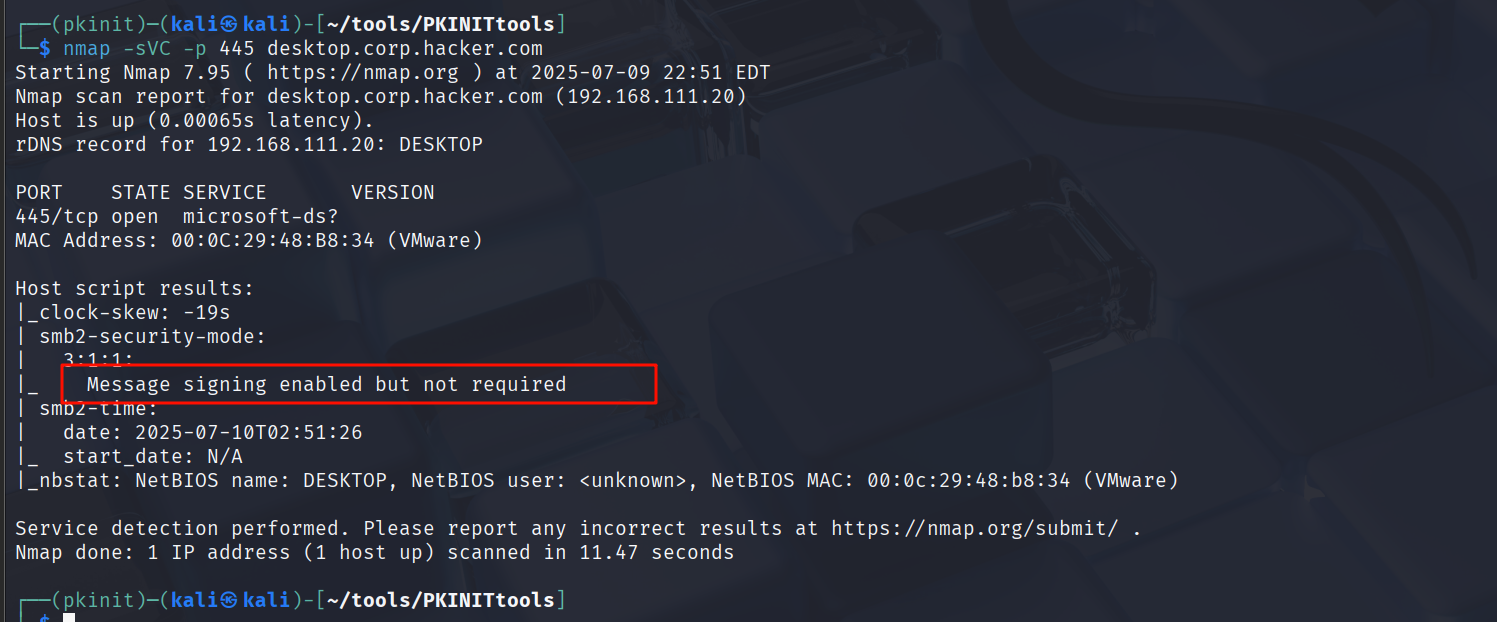 ┌──(pkinit)─(kali㉿kali)-[~/tools/PKINITtools]
└─$ nmap -sVC -p 445 desktop.corp.hacker.com
Starting Nmap 7.95 ( https://nmap.org ) at 2025-07-09 22:51 EDT
Nmap scan report for desktop.corp.hacker.com (192.168.111.20)
Host is up (0.00065s latency).
rDNS record for 192.168.111.20: DESKTOP

PORT    STATE SERVICE       VERSION
445/tcp open  microsoft-ds?
MAC Address: 00:0C:29:48:B8:34 (VMware)

Host script results:
|_clock-skew: -19s
| smb2-security-mode:
|   3:1:1:
|_    Message signing enabled but not required
| smb2-time:
|   date: 2025-07-10T02:51:26
|_  start_date: N/A
|_nbstat: NetBIOS name: DESKTOP, NetBIOS user: <unknown>, NetBIOS MAC: 00:0c:29:48:b8:34 (VMware)

Service detection performed. Please report any incorrect results at https://nmap.org/submit/ .
Nmap done: 1 IP address (1 host up) scanned in 11.47 seconds

┌──(pkinit)─(kali㉿kali)-[~/tools/PKINITtools]
└─$